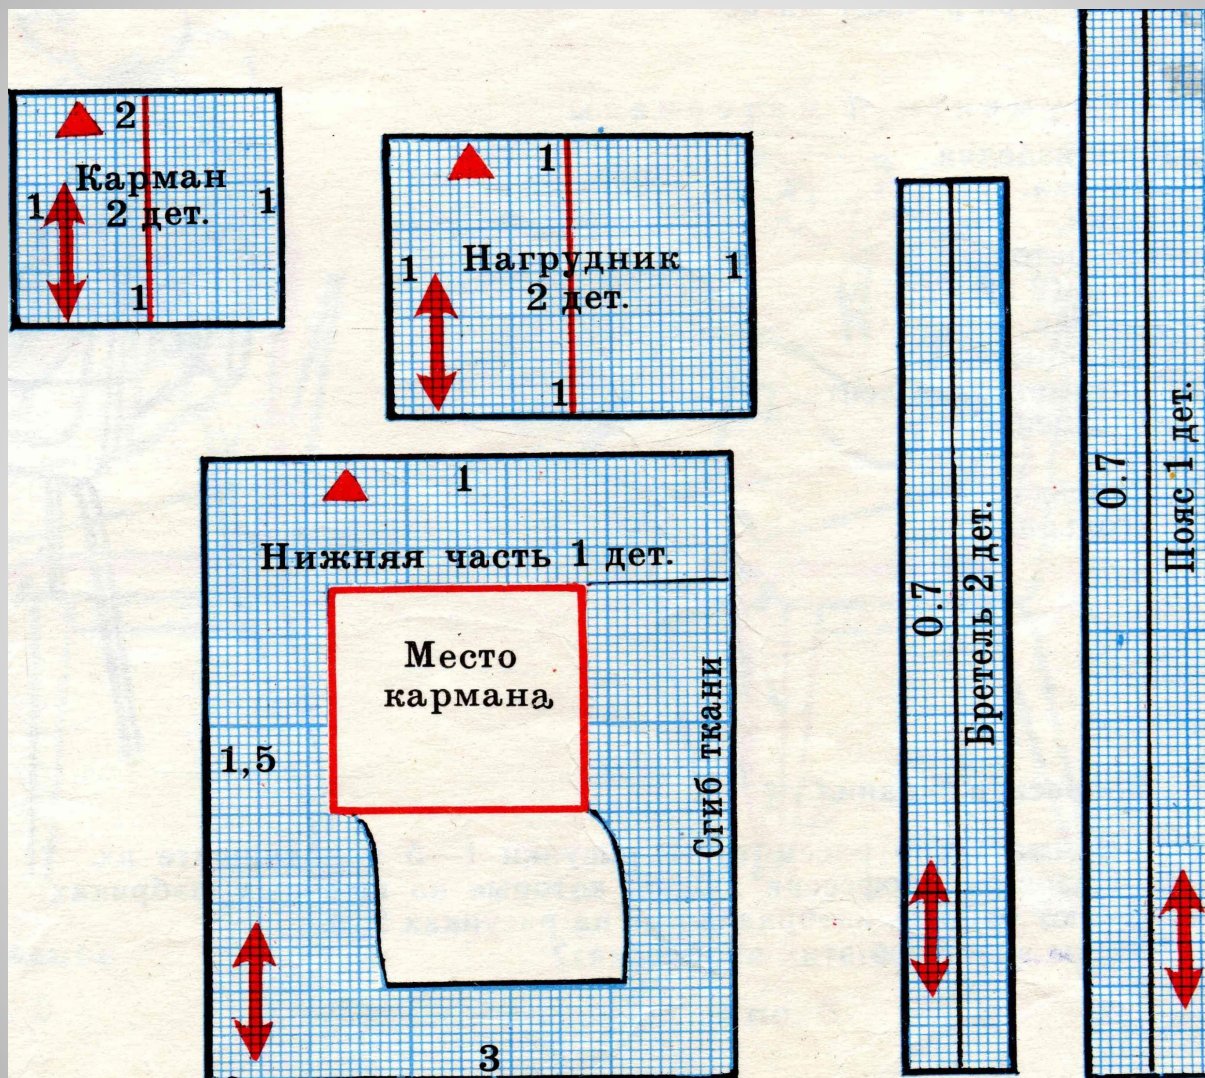 2
Карман
1
1
2 дет.
1
1
Нагрудник
1
1
2 дет.
1
1
Нижняя часть 1 дет.
Место
кармана
1,5
Сгиб ткани
3
0.7
Бретель 2 дет.
0.7
Пояс 1 дет.